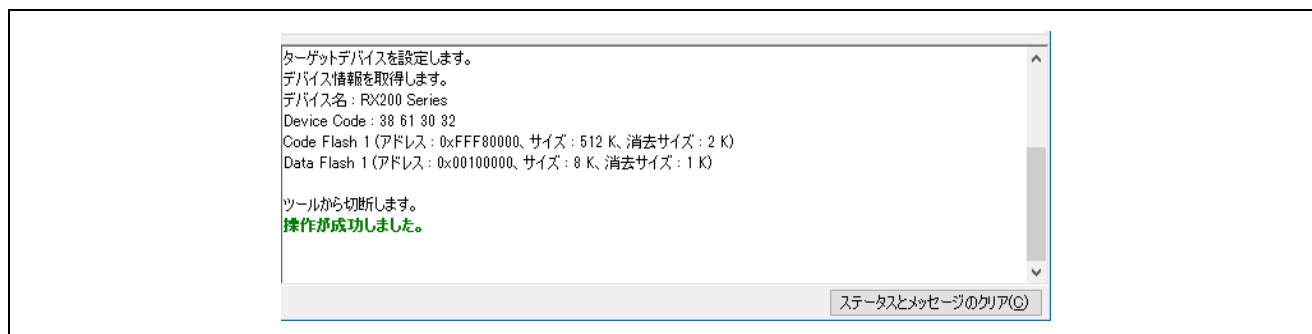 ターゲットデバイスを設定します。
デバイス情報を取得します。
デバイス名 : RX200 Series
Device Code : 38 61 30 32
Code Flash 1 (アドレス : 0xFFF80000、サイズ : 512 K、消去サイズ : 2 K)
Data Flash 1 (アドレス : 0x00100000、サイズ : 8 K、消去サイズ : 1 K)
ツールから切断します。
操作が成功しました。
ステータスとメッセージのクリア(C)